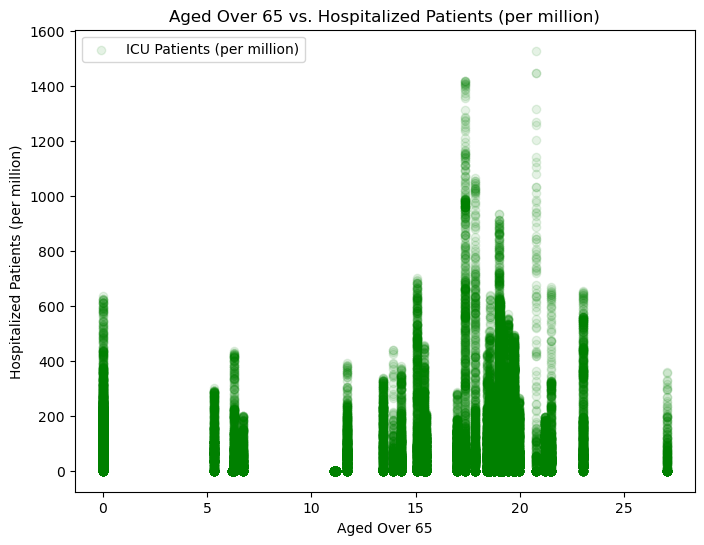 Aged Over 65 vs. Hospitalized Patients (per million)
ICU Patients (per million)
Hospitalized Patients (per million)
1600
1400
1200
1000
800
600
400
200
0
0 5 10 15 20 25
Aged Over 65